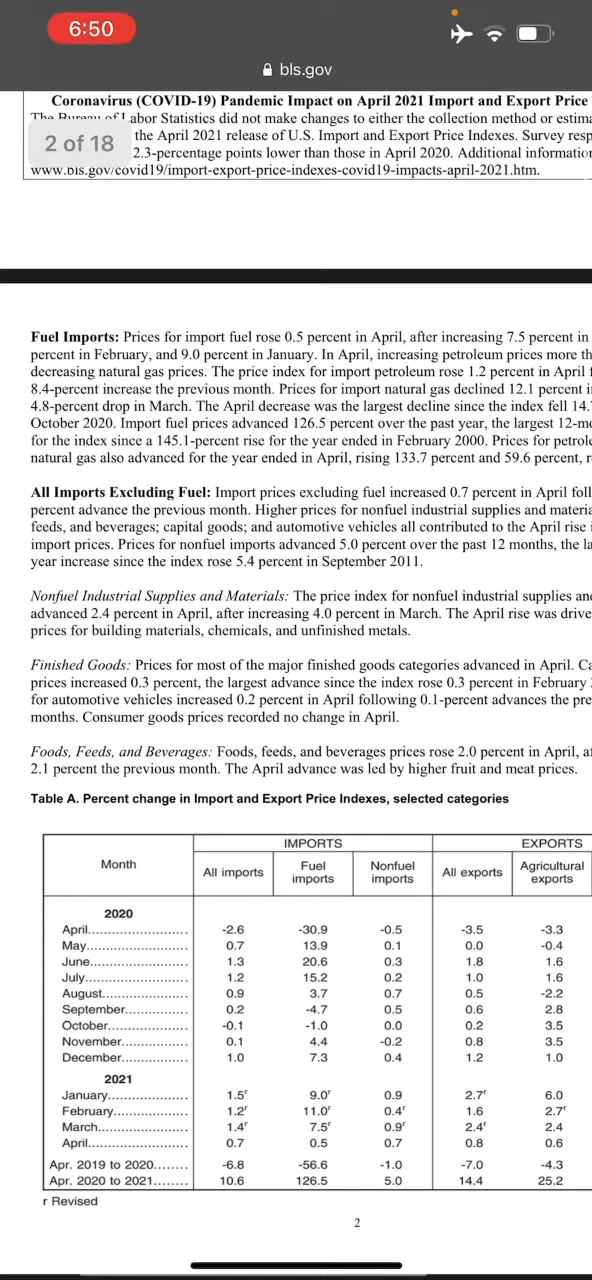 6:50
bls.gov
Coronavirus (COVID-19) Pandemic Impact on April 2021 Import and Export Price
Labor Statistics did not make changes to either the collection method or
2 of 18
the April 2021 release of U.S. Import and Export Price Indexes. Survey
2.3-percentage points lower than those in April 2020. Additional
www.bls.gov/covid19/import-export-price-indexes-covid19-impacts-april-2021.htm.
Fuel Imports: Prices for import fuel rose 0.5 percent in April, after increasing 7.5 percent in
percent in February, and 9.0 percent in January. In April, increasing petroleum prices more
decreasing natural gas prices. The price index for import petroleum rose 1.2 percent in April
8.4-percent increase the previous month. Prices for import natural gas declined 12.1 percent
4.8-percent drop in March. The April decrease was the largest decline since the index fell
October 2020. Import fuel prices advanced 126.5 percent over the past year, the largest
for the index since a 145.1-percent rise for the year ended in February 2000. Prices for
natural gas also advanced for the year ended in April, rising 133.7 percent and 59.6 percent,
All Imports Excluding Fuel: Import prices excluding fuel increased 0.7 percent in April
percent advance the previous month. Higher prices for nonfuel industrial supplies and
feeds, and beverages; capital goods; and automotive vehicles all contributed to the April rise
import prices. Prices for nonfuel imports advanced 5.0 percent over the past 12 months, the
year increase since the index rose 5.4 percent in September 2011.
Nonfuel Industrial Supplies and Materials: The price index for nonfuel industrial supplies
advanced 2.4 percent in April, after increasing 4.0 percent in March. The April rise was
prices for building materials, chemicals, and unfinished metals.
Finished Goods: Prices for most of the major finished goods categories advanced in April.
prices increased 0.3 percent, the largest advance since the index rose 0.3 percent in February
for automotive vehicles increased 0.2 percent in April following 0.1-percent advances the
months. Consumer goods prices recorded no change in April.
Foods, Feeds, and Beverages: Foods, feeds, and beverages prices rose 2.0 percent in April,
2.1 percent the previous month. The April advance was led by higher fruit and meat prices.
Table A. Percent change in Import and Export Price Indexes, selected categories
Month IMPORTS EXPORTS
All imports Fuel imports Nonfuel imports All exports Agricultural exports
2020
April -2.6 -30.9 -0.5 -3.5 -3.3
May 0.7 13.9 0.1 0.0 -0.4
June 1.3 20.6 0.3 1.8 1.6
July 1.2 15.2 0.2 1.0 1.6
August 0.9 3.7 0.7 0.5 -2.2
September 0.2 -4.7 0.5 0.6 2.8
October -0.1 -1.0 0.0 0.2 3.5
November 0.1 4.4 -0.2 0.8 3.5
December 1.0 7.3 0.4 1.2 1.0
2021
January 1.5r 9.0r 0.9 2.7r 6.0
February 1.2r 11.0r 0.4r 1.6 2.7r
March 1.4r 7.5r 0.9r 2.4r 2.4
April 0.7 0.5 0.7 0.8 0.6
Apr. 2019 to 2020 -6.8 -56.6 -1.0 -7.0 -4.3
Apr. 2020 to 2021 10.6 126.5 5.0 14.4 25.2
r Revised
2